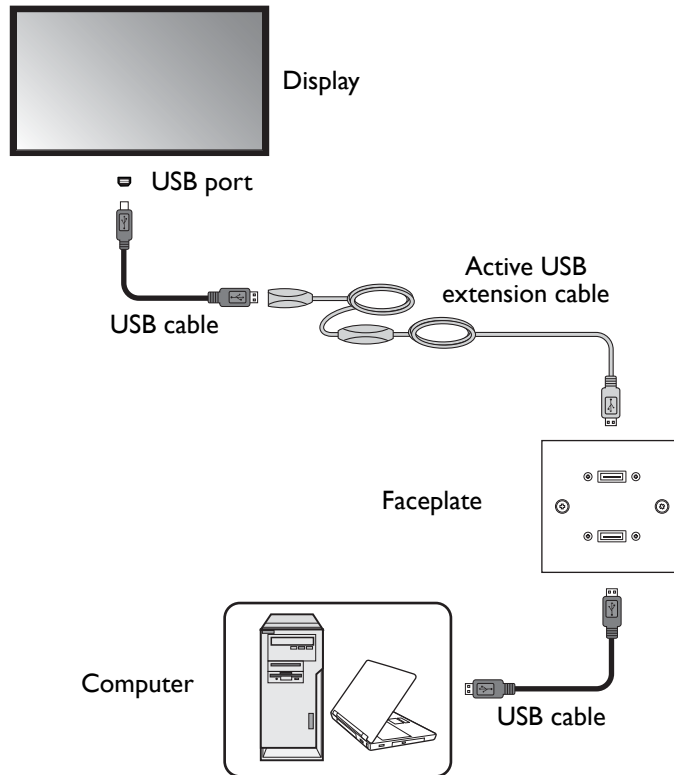 Display
USB port
Active USB
extension cable
USB cable
Faceplate
Computer
USB cable